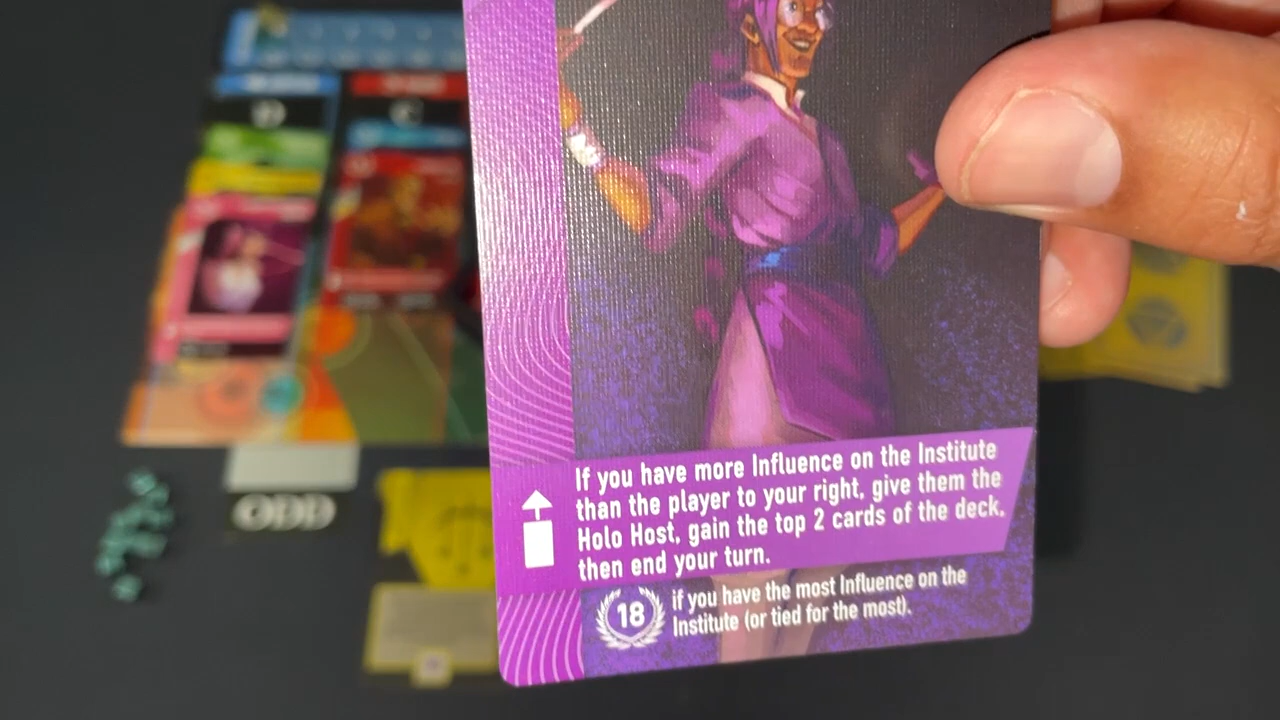 D
C
If you have more Influence on the Institute
than the player to your right, give them the
Holo Host, gain the top 2 cards of the deck,
then end your turn.
18 if you have the most Influence on the
Institute (or tied for the most).
ODD